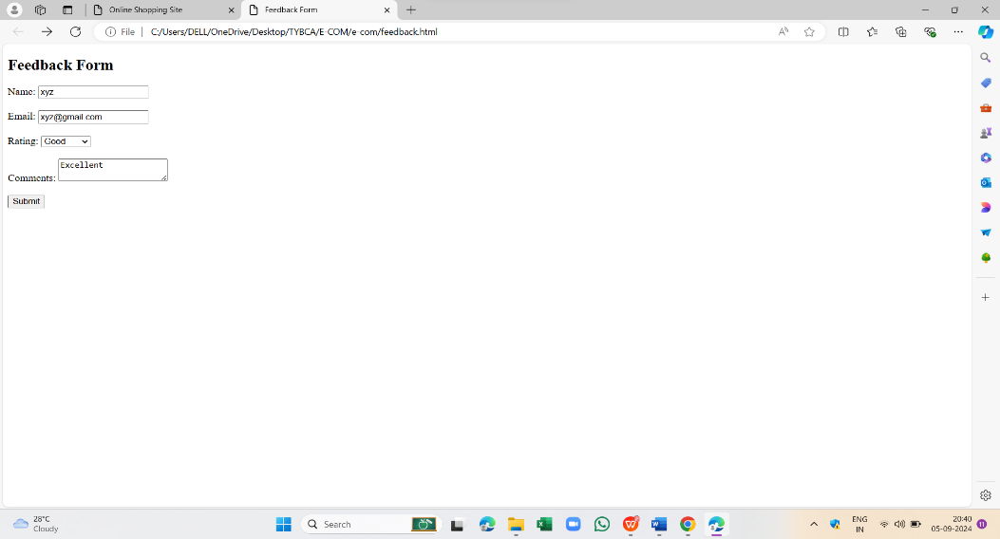 Online Shopping Site
Feedback Form
File
C:/Users/DELL/OneDrive/Desktop/TYBCA/E-COM/e-com/feedback.html
Feedback Form
Name: xyz
Email: xyz@gmail.com
Rating: Good
Comments: Excellent
Submit
28°C
Cloudy
Search
ENG
IN
20:40
05-09-2024
11